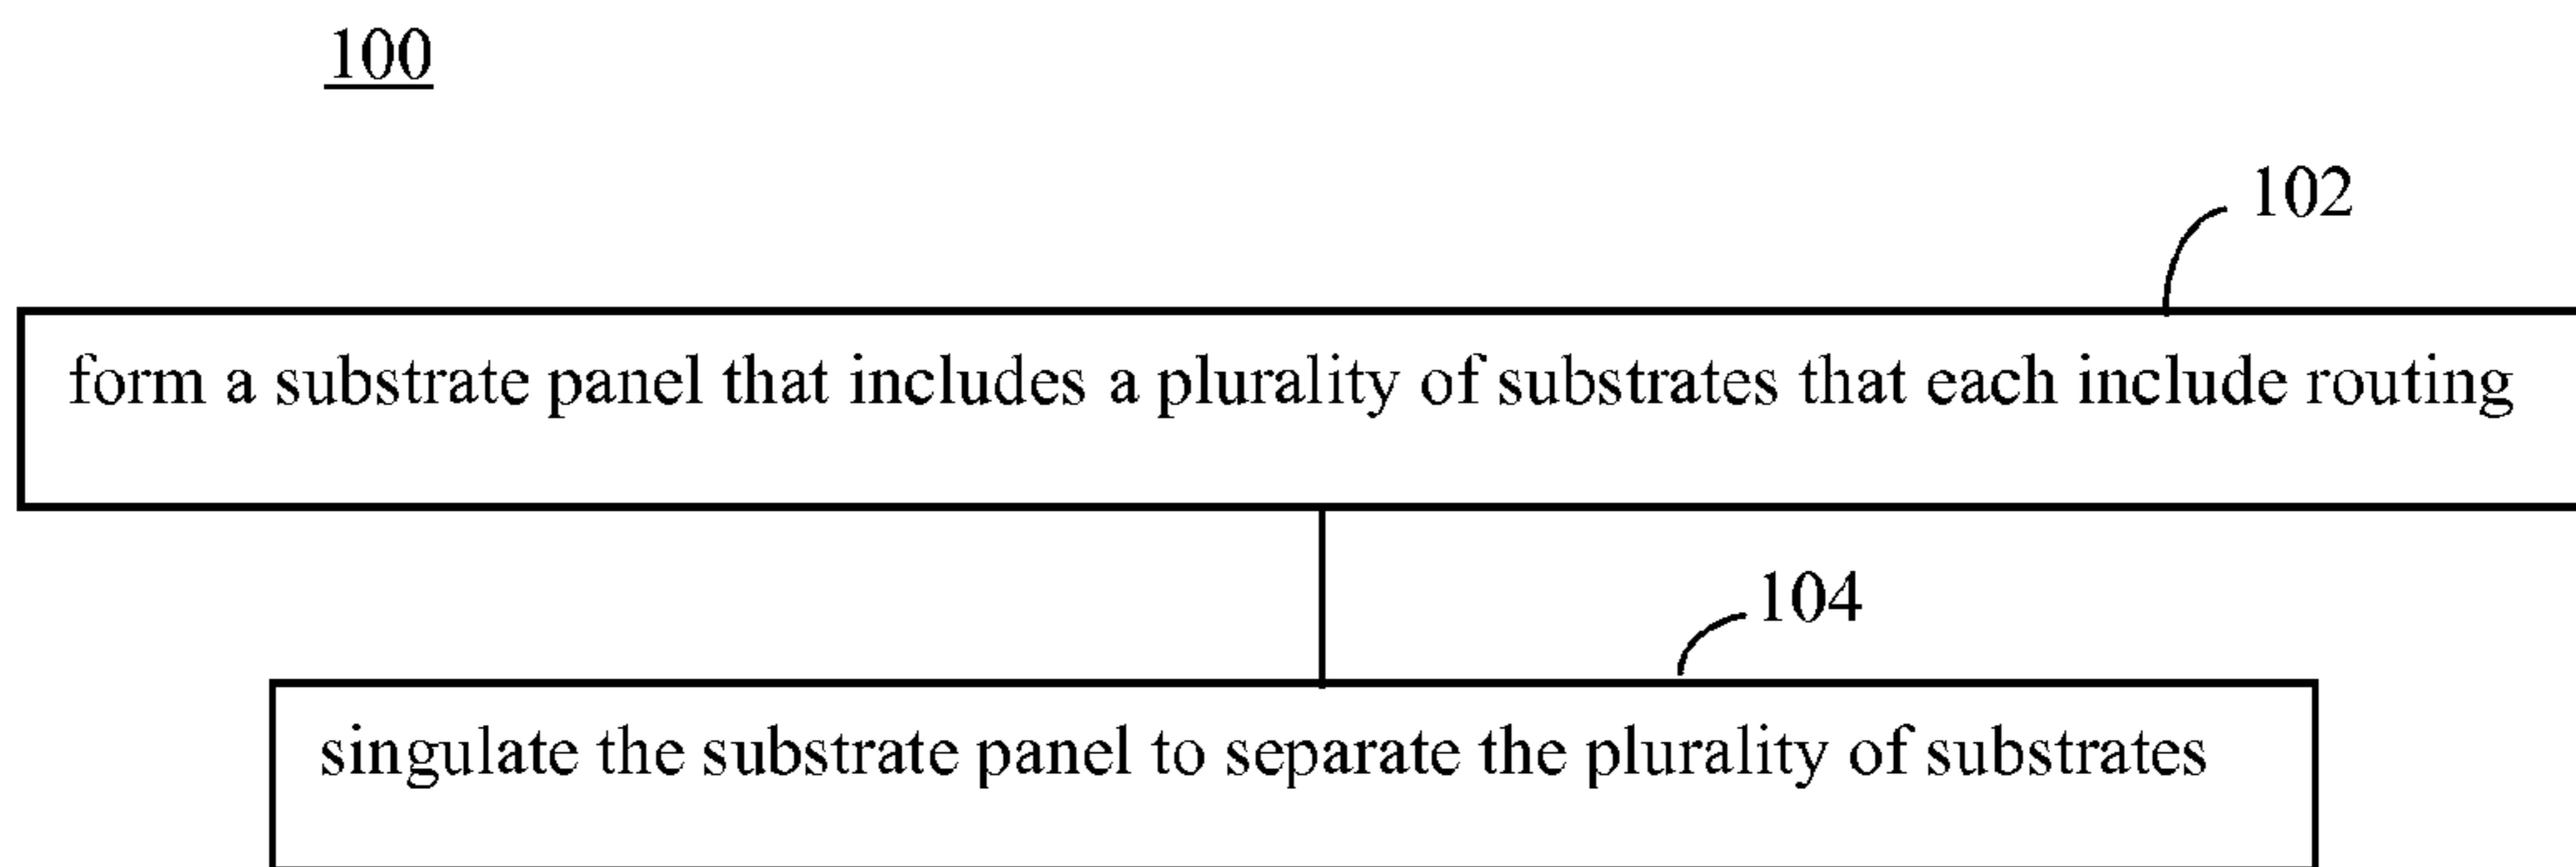 100
102
form a substrate panel that includes a plurality of substrates that each include routing
104
singulate the substrate panel to separate the plurality of substrates